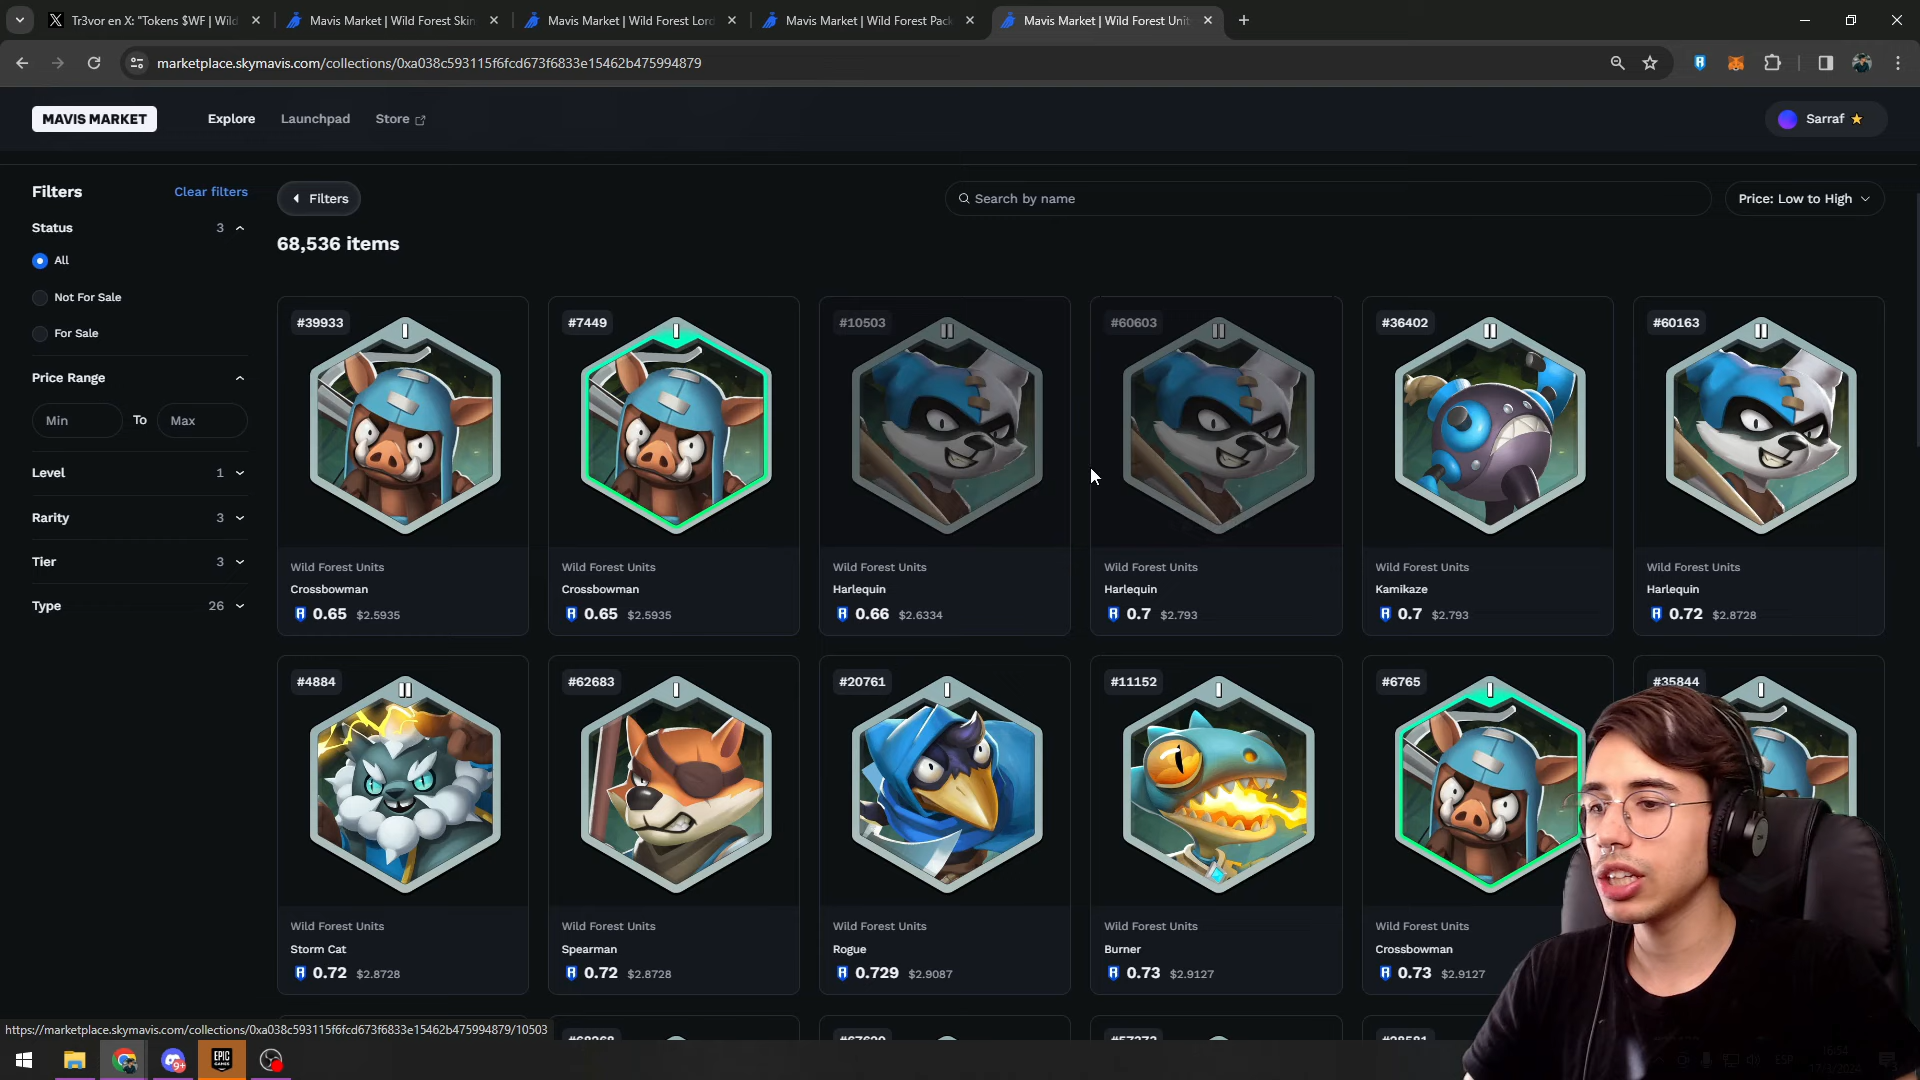 Tr3vor en X: "Tokens $WF | Wild
Mavis Market | Wild Forest Skin
Mavis Market | Wild Forest Lord
Mavis Market | Wild Forest Pack
Mavis Market | Wild Forest Unit
marketplace.skymavis.com/collections/0xa038c593115f6fcd673f6833e15462b475994879
MAVIS MARKET
Explore
Launchpad
Store
Sarraf
Filters
Clear filters
Filters
Search by name
Price: Low to High
Status 3
68,536 items
All
Not For Sale
For Sale
Price Range
Min To Max
Level 1
Rarity 3
Tier 3
Type 26
#39933 I
#7449 I
#10503 II
#60603 II
#36402 II
#60163 II
Wild Forest Units
Crossbowman
0.65 $2.5935
Wild Forest Units
Crossbowman
0.65 $2.5935
Wild Forest Units
Harlequin
0.66 $2.6334
Wild Forest Units
Harlequin
0.7 $2.793
Wild Forest Units
Kamikaze
0.7 $2.793
Wild Forest Units
Harlequin
0.72 $2.8728
#4884 II
#62683 I
#20761 I
#11152 I
#6765 I
#35844 I
Wild Forest Units
Storm Cat
0.72 $2.8728
Wild Forest Units
Spearman
0.72 $2.8728
Wild Forest Units
Rogue
0.729 $2.9087
Wild Forest Units
Burner
0.73 $2.9127
Wild Forest Units
Crossbowman
0.73 $2.9127
https://marketplace.skymavis.com/collections/0xa038c593115f6fcd673f6833e15462b475994879/10503
9+
EPIC
GAMES
ESP